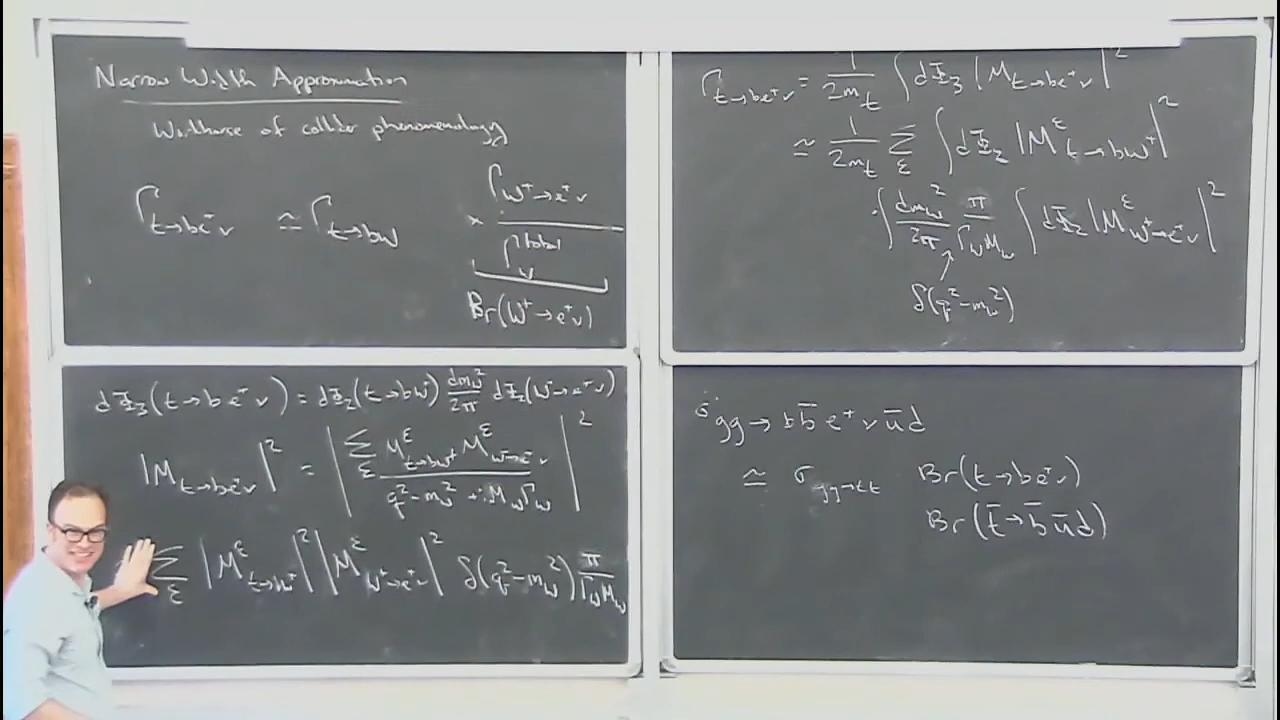 Narrow Width Approximation
Workhorse of collider phenomenology
Γ_{t→be⁺ν} ≃ Γ_{t→bW} × Γ_{W⁺→e⁺ν} / Γ_W^{total}
Br(W⁺→e⁺ν)
dΦ₃(t→be⁺ν) = dΦ₂(t→bW⁺) dm_W²/2π dΦ₂(W⁺→e⁺ν)
|M_{t→be⁺ν}|² = |Σ_ε M^ε_{t→bW⁺} M^ε_{W⁺→e⁺ν} / (q² - m_W² + i M_W Γ_W)|²
Σ_ε |M^ε_{t→bW⁺}|² |M^ε_{W⁺→e⁺ν}|² δ(q²-m_W²) π/(Γ_W M_W)
Γ_{t→be⁺ν} = 1/(2m_t) ∫dΦ₃ |M_{t→be⁺ν}|²
≃ 1/(2m_t) Σ_ε ∫dΦ₂ |M^ε_{t→bW⁺}|²
· ∫ dm_W²/2π π/(Γ_W M_W) ∫dΦ₂ |M^ε_{W⁺→e⁺ν}|²
δ(q²-m_W²)
σ_{gg→b b̄ e⁺ ν ū d}
≃ σ_{gg→tt} Br(t→be⁺ν)
Br(t̄→b̄ūd)